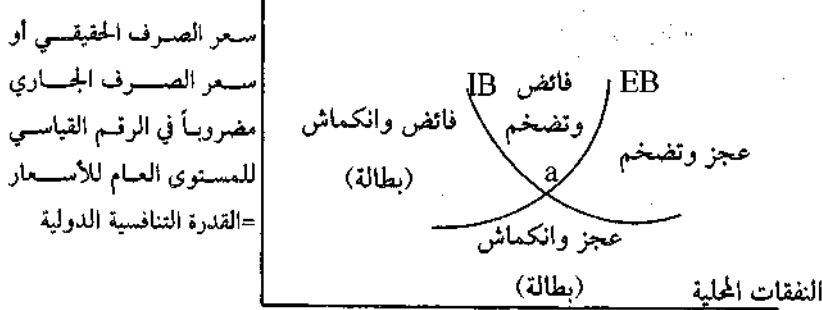 سعر الصرف الحقيقي أو
سعر الصرف الجاري
مضروباً في الرقم القياسي
للمستوى العام للأسعار
=القدرة التنافسية الدولية
IB
فائض
وتضخم
EB
فائض وانكماش
(بطالة)
عجز وتضخم
a
عجز وانكماش
(بطالة)
النفقات المحلية